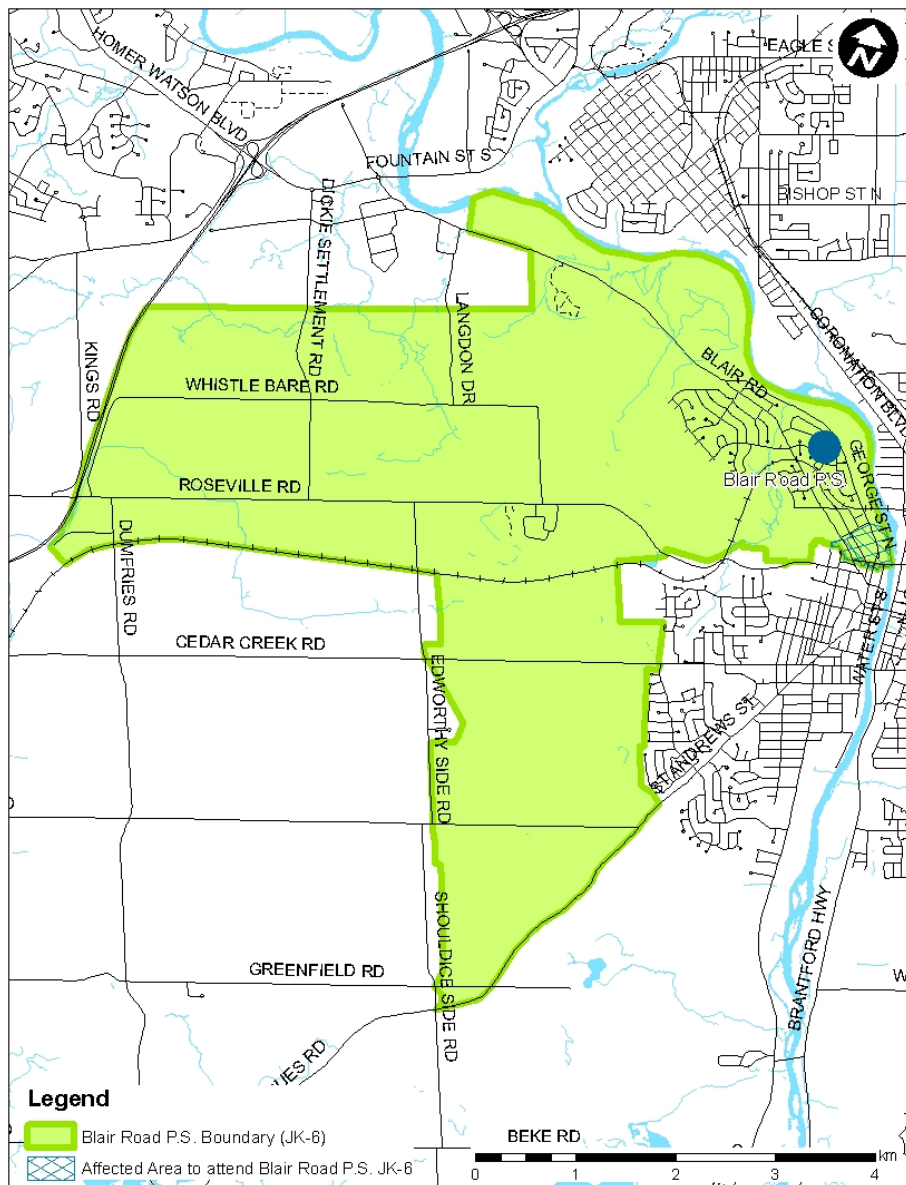 HOMER WATSON BLVD
EAGLE S
N
FOUNTAIN ST S
BISHOP ST N
DICKIE SETTLEMENT RD
LANGDON DR
KINGS RD
CORONATION BLVD
WHISTLE BARE RD
BLAIR RD
GEORGE ST N
Blair Road P.S.
ROSEVILLE RD
DUMFRIES RD
WATER ST S
CEDAR CREEK RD
EDWORTHY SIDE RD
ST ANDREWS ST
SHOULDICE SIDE RD
BRANTFORD HWY
GREENFIELD RD
W
IES RD
BEKE RD
Legend
Blair Road P.S. Boundary (JK-6)
Affected Area to attend Blair Road P.S. JK-6
km
0 1 2 3 4